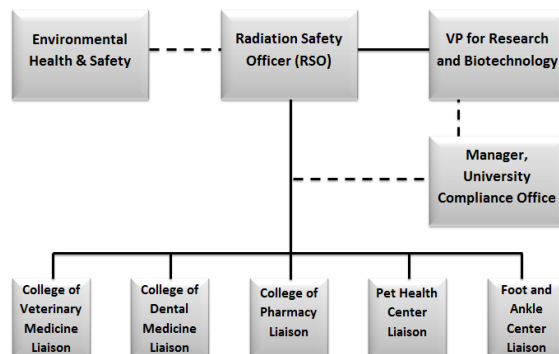 Environmental
Health & Safety
Radiation Safety
Officer (RSO)
VP for Research
and Biotechnology
Manager,
University
Compliance Office
College of
Veterinary
Medicine
Liaison
College of
Dental
Medicine
Liaison
College of
Pharmacy
Liaison
Pet Health
Center
Liaison
Foot and
Ankle
Center
Liaison